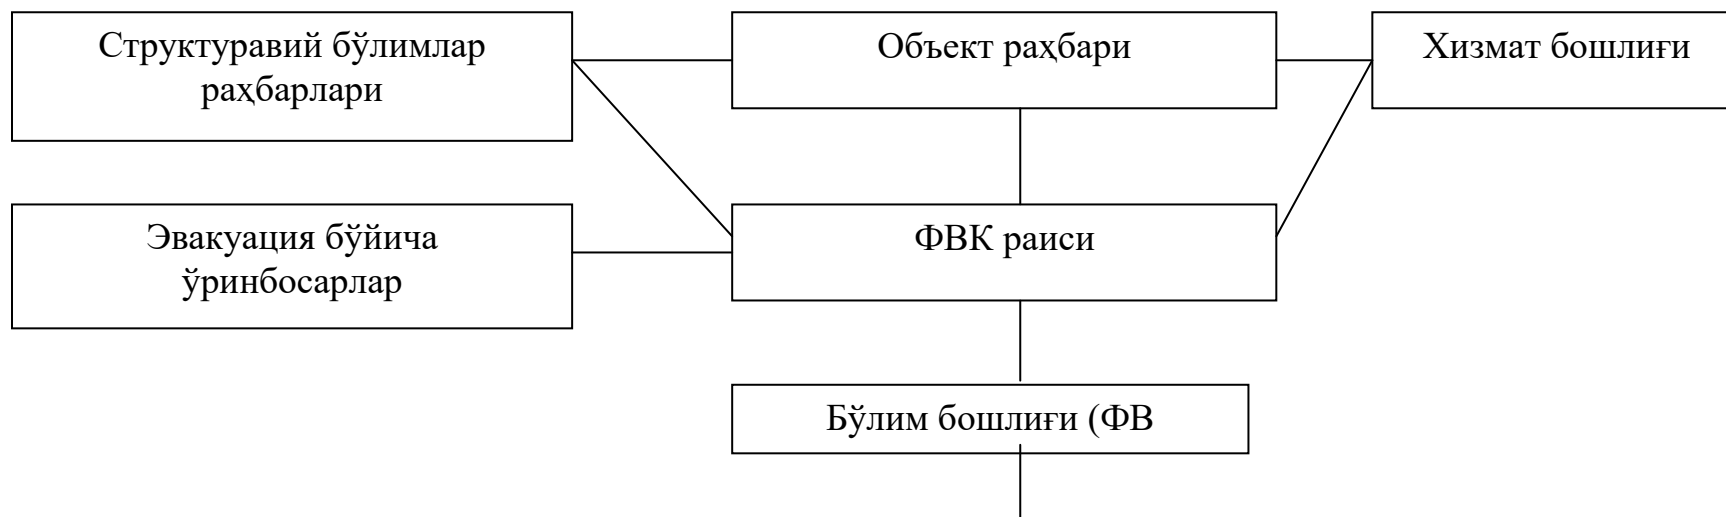 Структуравий бўлимлар
раҳбарлари
Объект раҳбари
Хизмат бошлиғи
Эвакуация бўйича
ўринбосарлар
ФВК раиси
Бўлим бошлиғи (ФВ